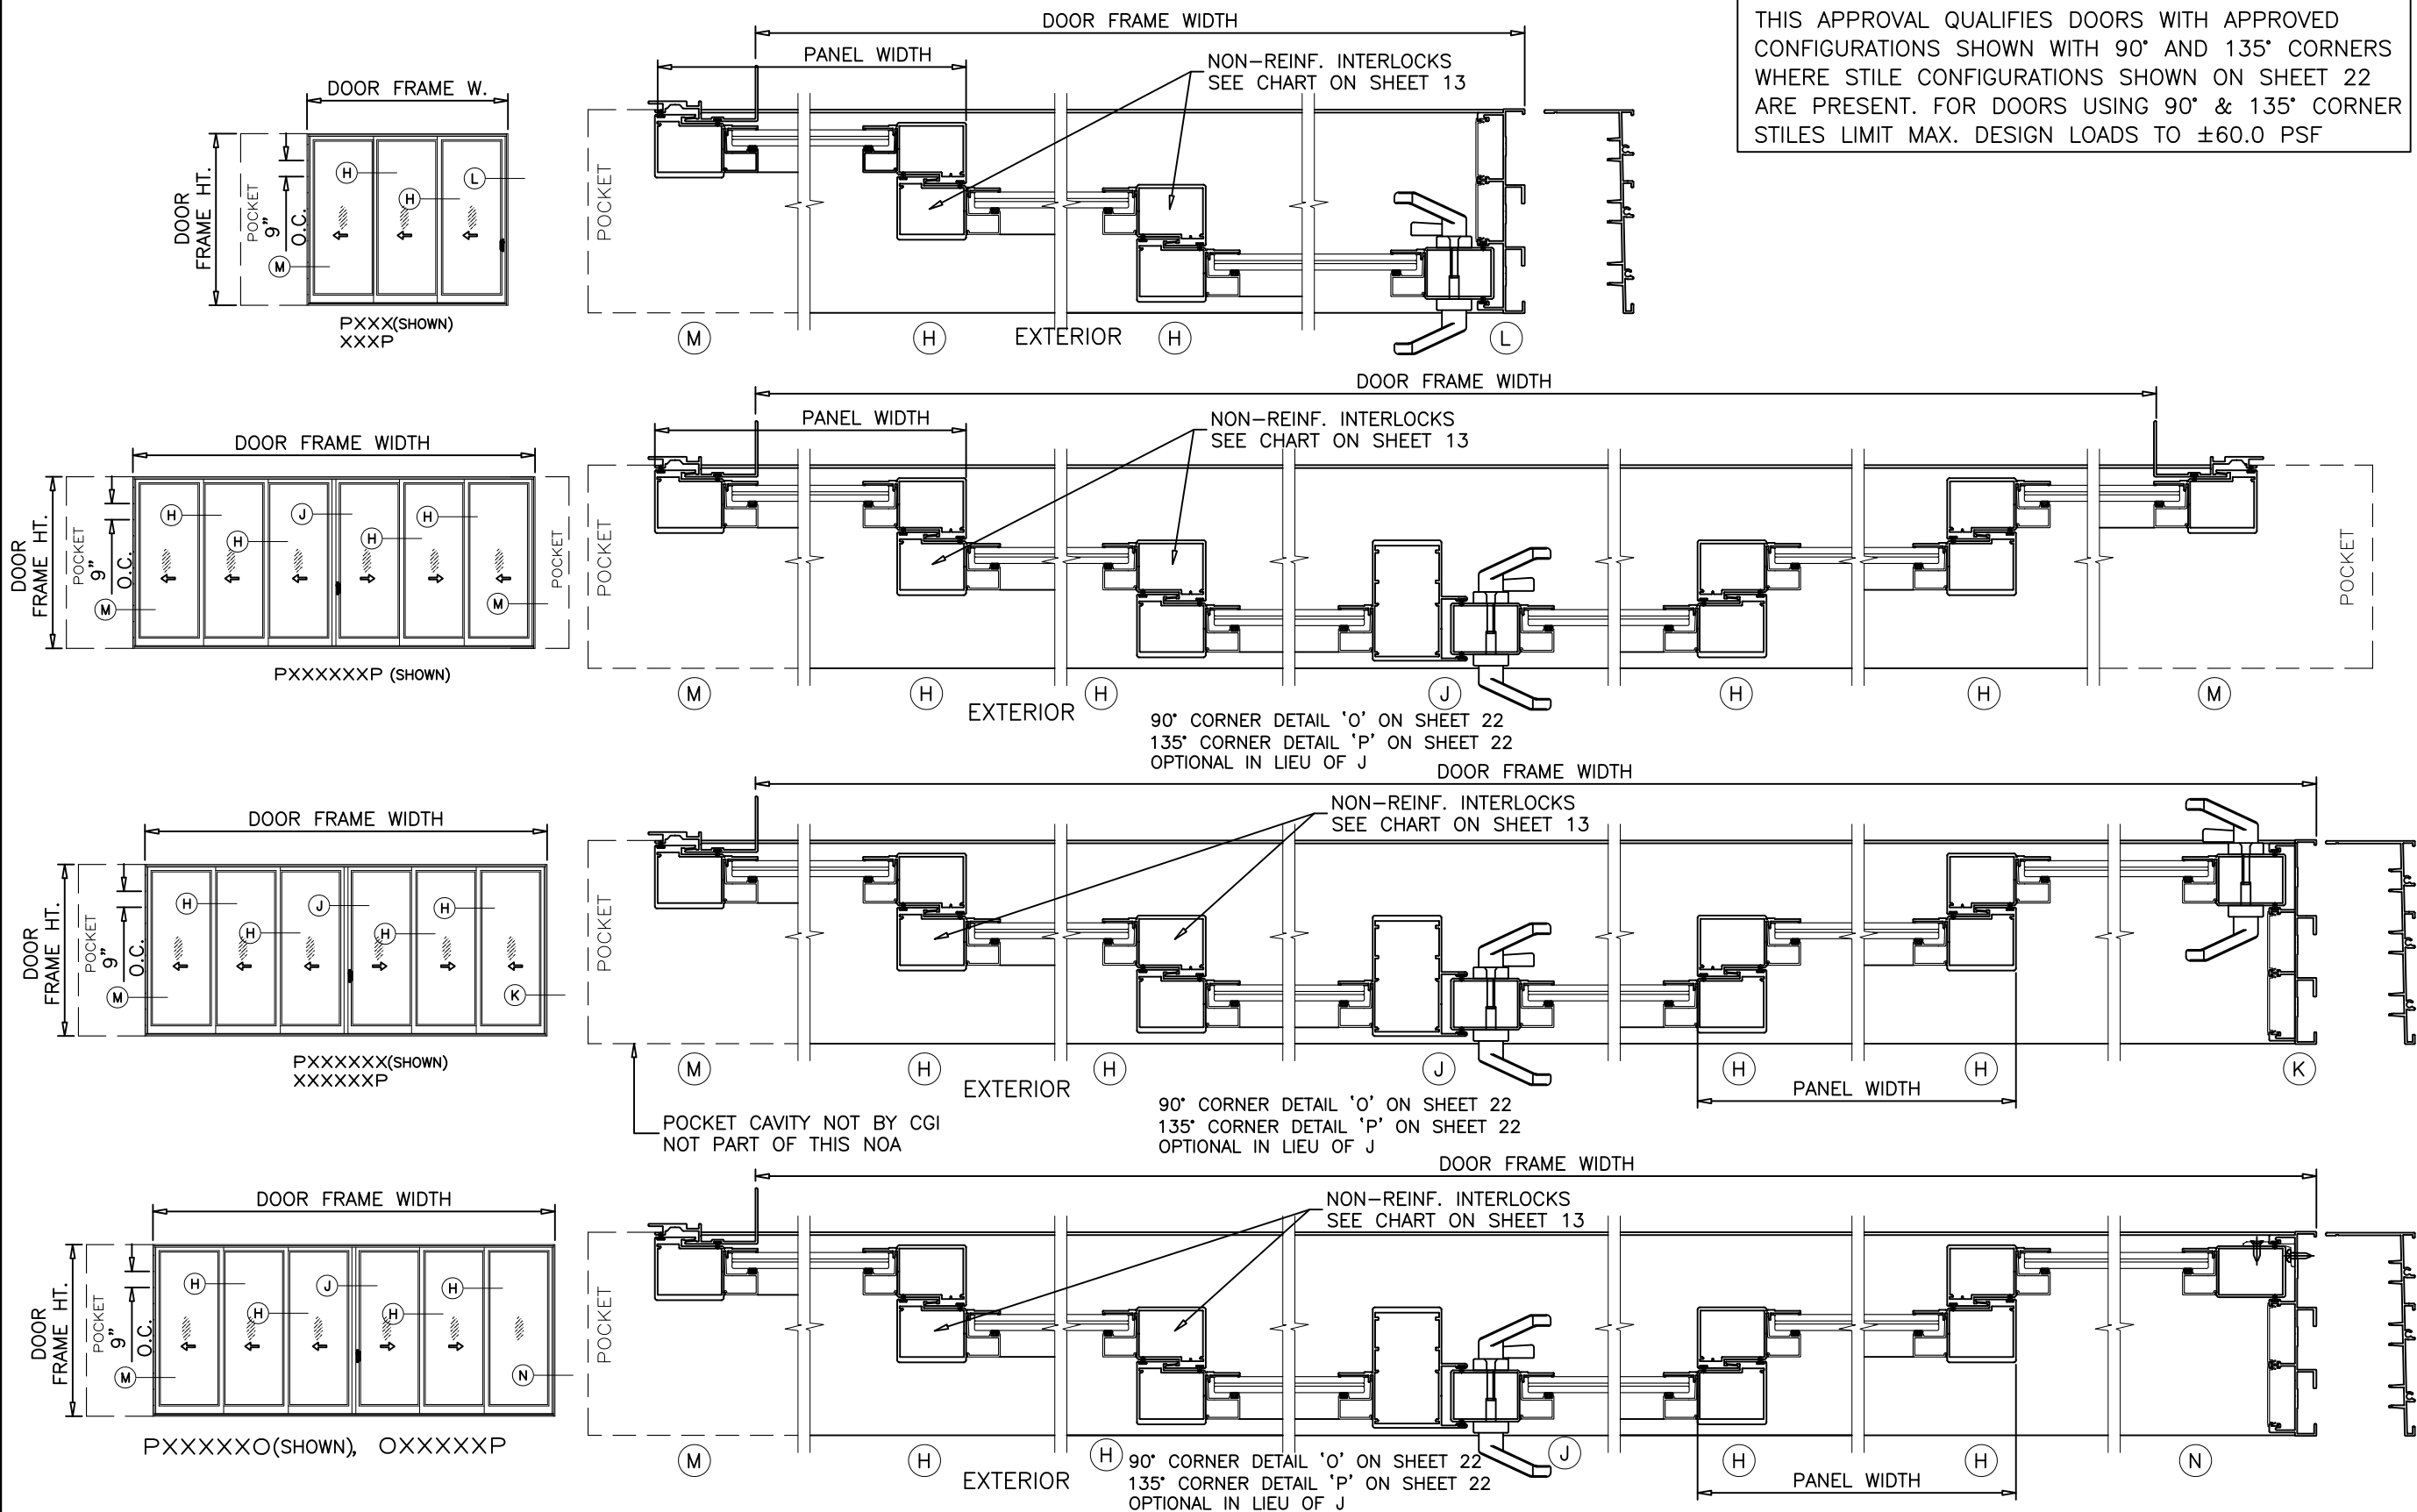 THIS APPROVAL QUALIFIES DOORS WITH APPROVED
CONFIGURATIONS SHOWN WITH 90° AND 135° CORNERS
WHERE STILE CONFIGURATIONS SHOWN ON SHEET 22
ARE PRESENT. FOR DOORS USING 90° & 135° CORNER
STILES LIMIT MAX. DESIGN LOADS TO ±60.0 PSF
DOOR FRAME W.
DOOR
FRAME HT.
POCKET
9"
O.C.
H
H
L
M
PXXX(SHOWN)
XXXP
DOOR FRAME WIDTH
PANEL WIDTH
NON-REINF. INTERLOCKS
SEE CHART ON SHEET 13
POCKET
M
H
EXTERIOR
H
L
DOOR FRAME WIDTH
DOOR
FRAME HT.
POCKET
9"
O.C.
H
H
J
H
H
M
M
POCKET
PXXXXXXP (SHOWN)
DOOR FRAME WIDTH
PANEL WIDTH
NON-REINF. INTERLOCKS
SEE CHART ON SHEET 13
POCKET
POCKET
M
H
H
J
H
H
M
EXTERIOR
90° CORNER DETAIL 'O' ON SHEET 22
135° CORNER DETAIL 'P' ON SHEET 22
OPTIONAL IN LIEU OF J
DOOR FRAME WIDTH
DOOR
FRAME HT.
POCKET
9"
O.C.
H
H
J
H
H
M
K
PXXXXXX(SHOWN)
XXXXXXP
DOOR FRAME WIDTH
NON-REINF. INTERLOCKS
SEE CHART ON SHEET 13
POCKET
M
H
H
J
H
H
K
EXTERIOR
PANEL WIDTH
POCKET CAVITY NOT BY CGI
NOT PART OF THIS NOA
90° CORNER DETAIL 'O' ON SHEET 22
135° CORNER DETAIL 'P' ON SHEET 22
OPTIONAL IN LIEU OF J
DOOR FRAME WIDTH
DOOR
FRAME HT.
POCKET
9"
O.C.
H
H
J
H
H
M
N
PXXXXXO(SHOWN), OXXXXXP
DOOR FRAME WIDTH
NON-REINF. INTERLOCKS
SEE CHART ON SHEET 13
POCKET
M
H
H
J
H
H
N
EXTERIOR
PANEL WIDTH
90° CORNER DETAIL 'O' ON SHEET 22
135° CORNER DETAIL 'P' ON SHEET 22
OPTIONAL IN LIEU OF J